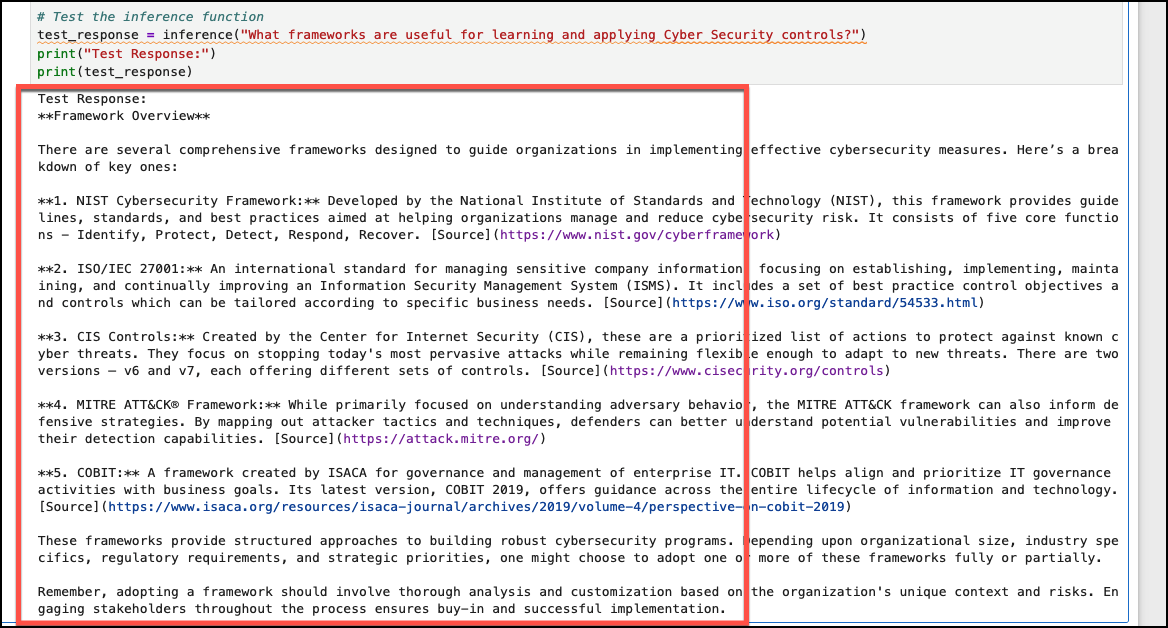 # Test the inference function
test_response = inference("What frameworks are useful for learning and applying Cyber Security controls?")
print("Test Response:")
print(test_response)
Test Response:
**Framework Overview**
There are several comprehensive frameworks designed to guide organizations in implementing effective cybersecurity measures. Here’s a brea
kdown of key ones:
**1. NIST Cybersecurity Framework:** Developed by the National Institute of Standards and Technology (NIST), this framework provides guide
lines, standards, and best practices aimed at helping organizations manage and reduce cybersecurity risk. It consists of five core functio
ns – Identify, Protect, Detect, Respond, Recover. [Source](https://www.nist.gov/cyberframework)
**2. ISO/IEC 27001:** An international standard for managing sensitive company information, focusing on establishing, implementing, mainta
ining, and continually improving an Information Security Management System (ISMS). It includes a set of best practice control objectives a
nd controls which can be tailored according to specific business needs. [Source](https://www.iso.org/standard/54533.html)
**3. CIS Controls:** Created by the Center for Internet Security (CIS), these are a prioritized list of actions to protect against known c
yber threats. They focus on stopping today's most pervasive attacks while remaining flexible enough to adapt to new threats. There are two
versions – v6 and v7, each offering different sets of controls. [Source](https://www.cisecurity.org/controls)
**4. MITRE ATT&CK® Framework:** While primarily focused on understanding adversary behavior, the MITRE ATT&CK framework can also inform de
fensive strategies. By mapping out attacker tactics and techniques, defenders can better understand potential vulnerabilities and improve
their detection capabilities. [Source](https://attack.mitre.org/)
**5. COBIT:** A framework created by ISACA for governance and management of enterprise IT. COBIT helps align and prioritize IT governance
activities with business goals. Its latest version, COBIT 2019, offers guidance across the entire lifecycle of information and technology.
[Source](https://www.isaca.org/resources/isaca-journal/archives/2019/volume-4/perspective-on-cobit-2019)
These frameworks provide structured approaches to building robust cybersecurity programs. Depending upon organizational size, industry spe
cifics, regulatory requirements, and strategic priorities, one might choose to adopt one or more of these frameworks fully or partially.
Remember, adopting a framework should involve thorough analysis and customization based on the organization's unique context and risks. En
gaging stakeholders throughout the process ensures buy-in and successful implementation.